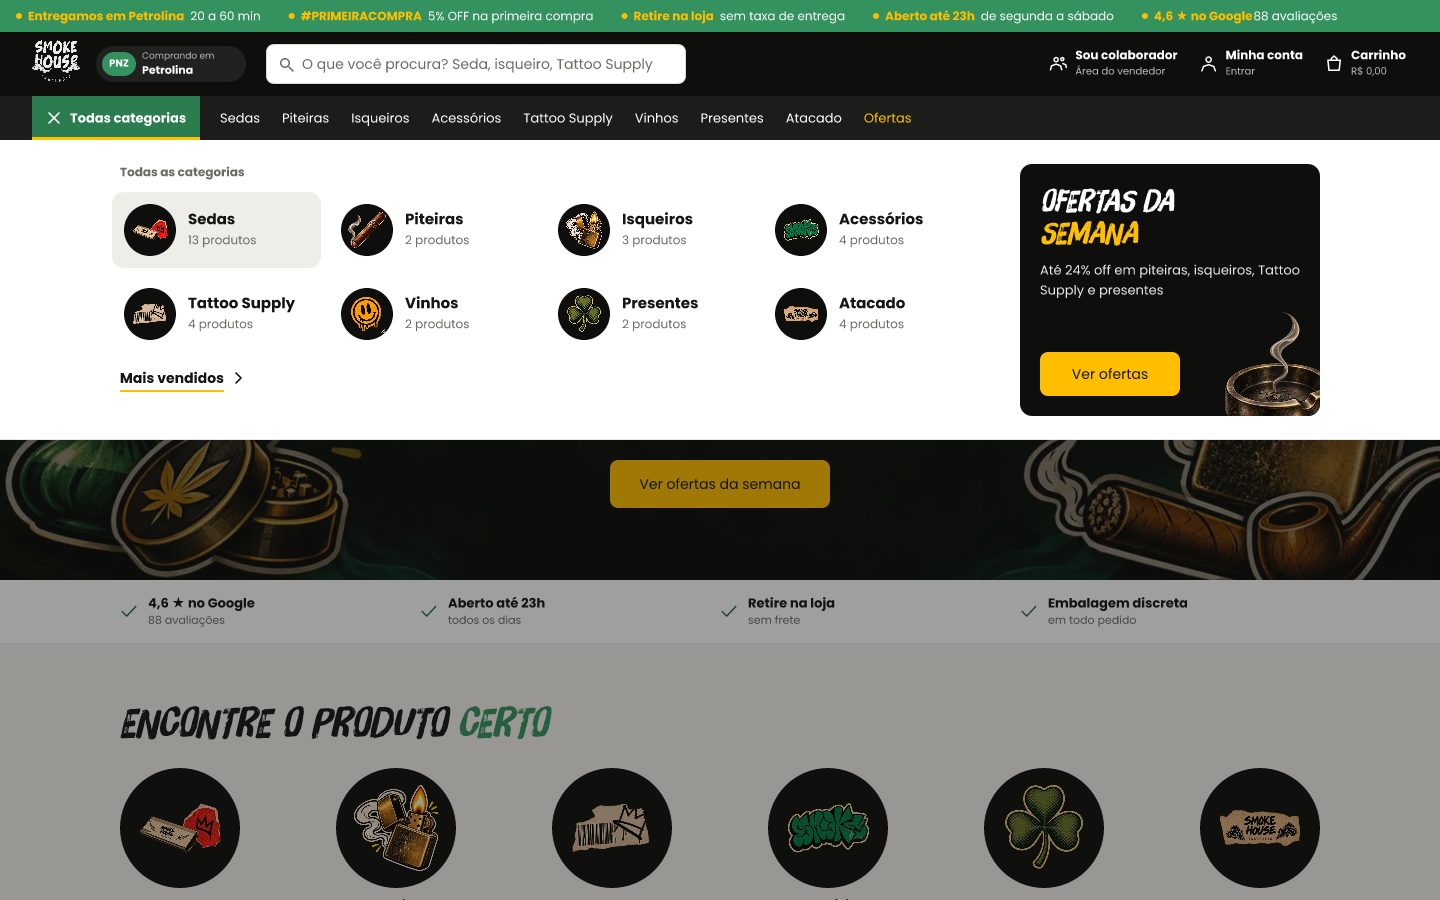 Entregamos em Petrolina 20 a 60 min
#PRIMEIRACOMPRA 5% OFF na primeira compra
Retire na loja sem taxa de entrega
Aberto até 23h de segunda a sábado
4,6 ★ no Google 88 avaliações
SMOKE
HOUSE
PNZ
Comprando em
Petrolina
O que você procura? Seda, isqueiro, Tattoo Supply
Sou colaborador
Área do vendedor
Minha conta
Entrar
Carrinho
R$ 0,00
Todas categorias
Sedas
Piteiras
Isqueiros
Acessórios
Tattoo Supply
Vinhos
Presentes
Atacado
Ofertas
Todas as categorias
Sedas
13 produtos
Piteiras
2 produtos
Isqueiros
3 produtos
Acessórios
4 produtos
Tattoo Supply
4 produtos
Vinhos
2 produtos
Presentes
2 produtos
Atacado
4 produtos
Mais vendidos
OFERTAS DA
SEMANA
Até 24% off em piteiras, isqueiros, Tattoo
Supply e presentes
Ver ofertas
Ver ofertas da semana
4,6 ★ no Google
88 avaliações
Aberto até 23h
todos os dias
Retire na loja
sem frete
Embalagem discreta
em todo pedido
ENCONTRE O PRODUTO CERTO
SMOKE
HOUSE